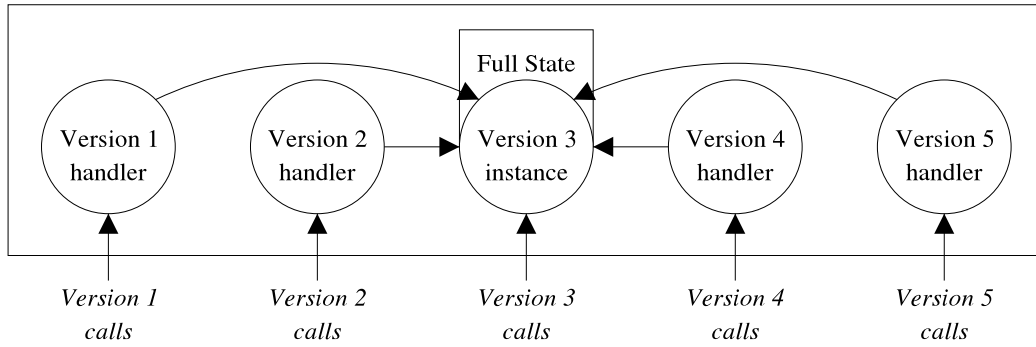 Full State
Version 1
handler
Version 2
handler
Version 3
instance
Version 4
handler
Version 5
handler
Version 1
calls
Version 2
calls
Version 3
calls
Version 4
calls
Version 5
calls